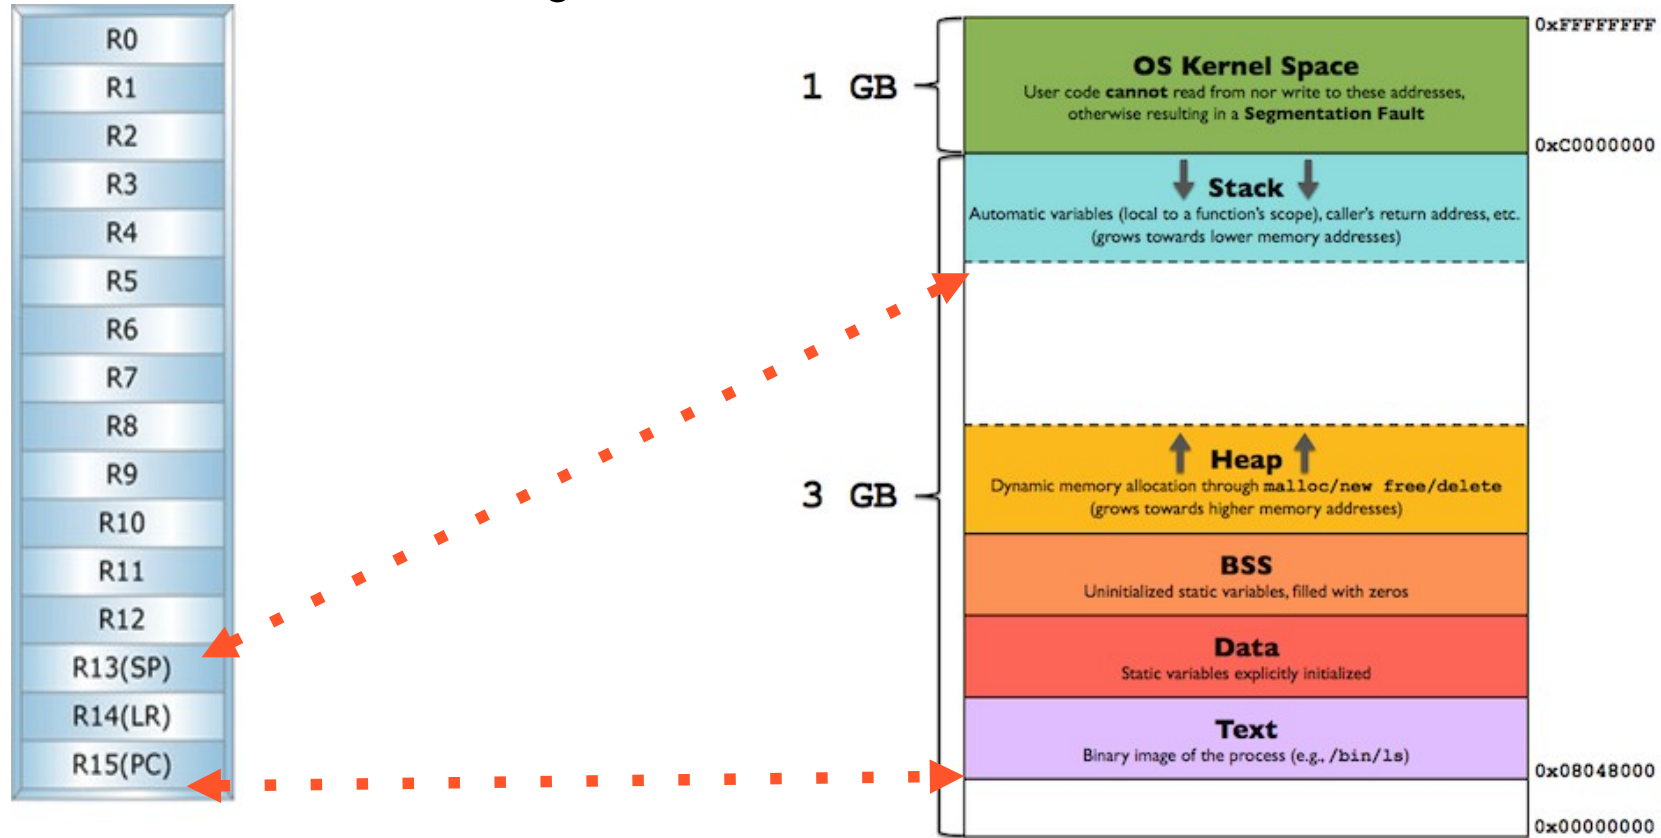 R0
R1
R2
R3
R4
R5
R6
R7
R8
R9
R10
R11
R12
R13(SP)
R14(LR)
R15(PC)
1 GB
3 GB
OS Kernel Space
User code cannot read from nor write to these addresses,
otherwise resulting in a Segmentation Fault
Stack
Automatic variables (local to a function's scope), caller's return address, etc.
(grows towards lower memory addresses)
Heap
Dynamic memory allocation through malloc/new free/delete
(grows towards higher memory addresses)
BSS
Uninitialized static variables, filled with zeros
Data
Static variables explicitly initialized
Text
Binary image of the process (e.g., /bin/ls)
0xFFFFFFFF
0xC0000000
0x08048000
0x00000000